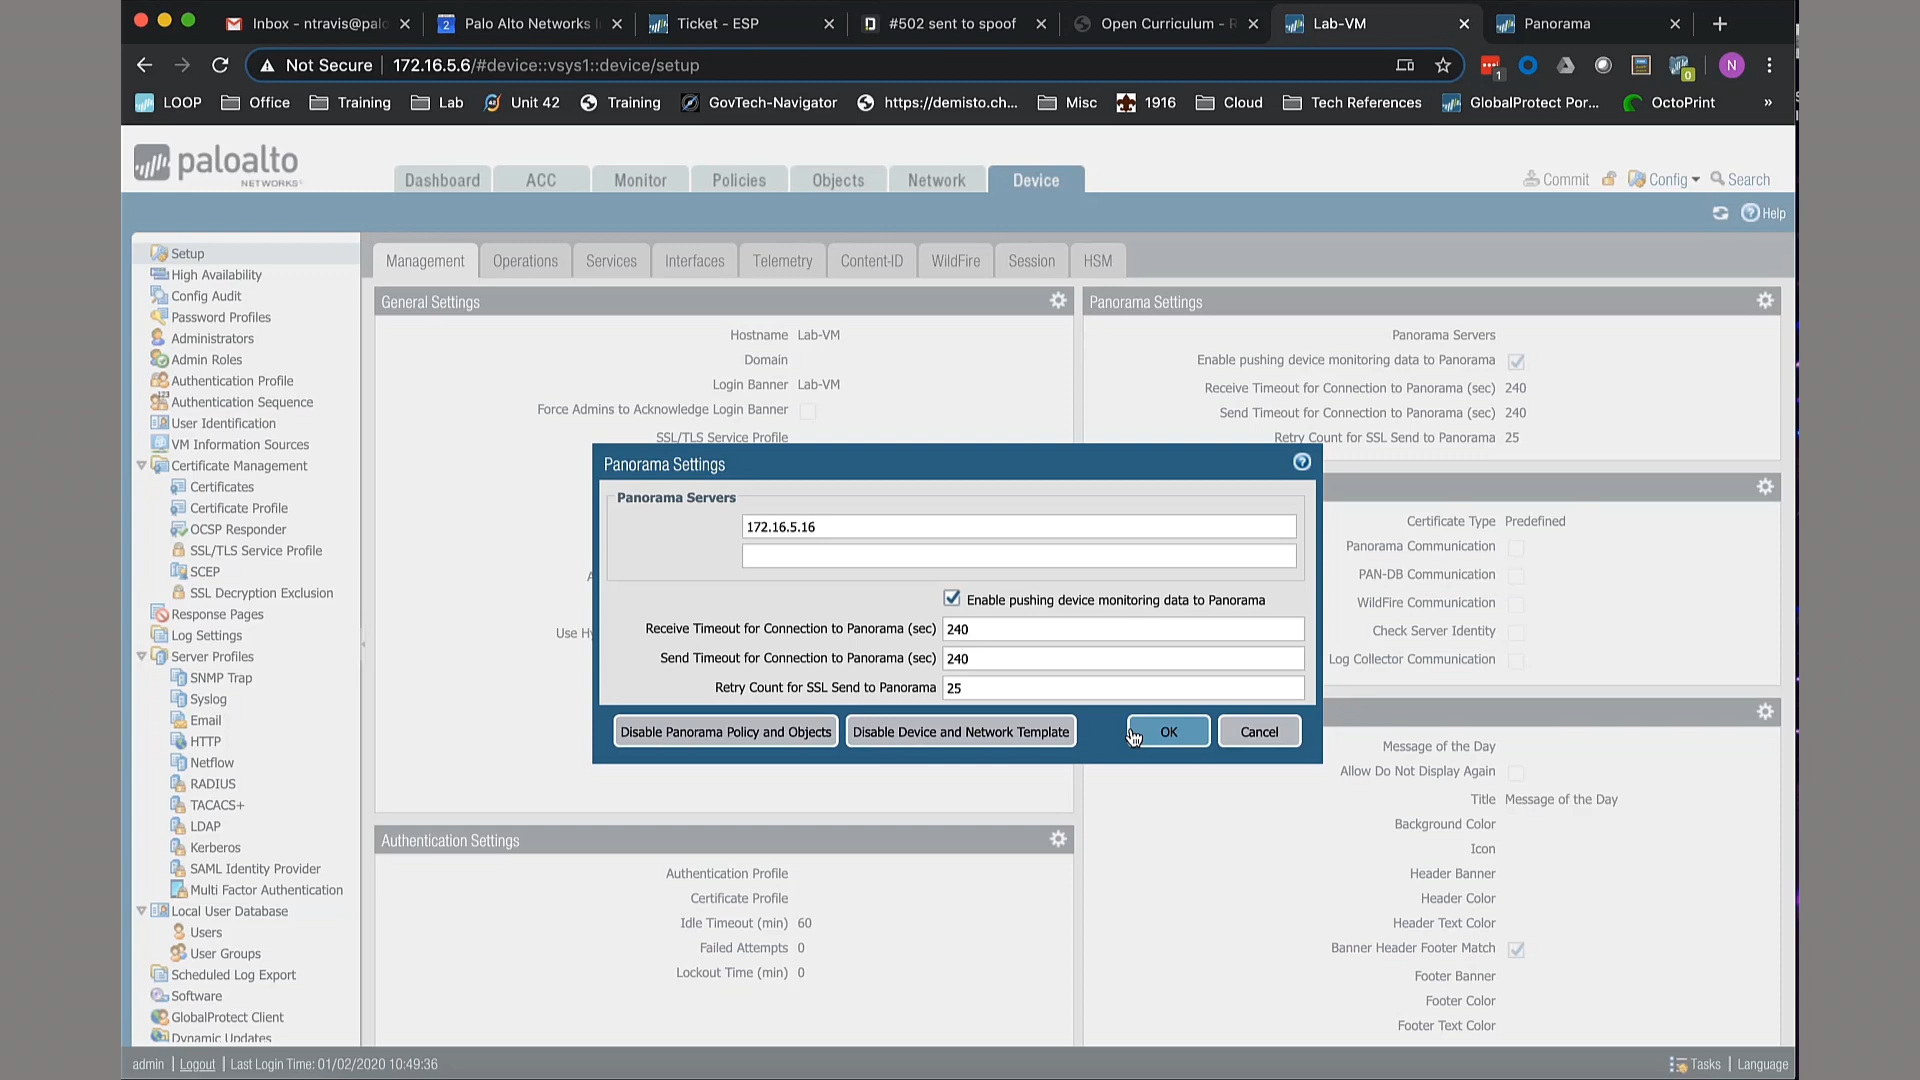 Inbox - ntravis@palo
Palo Alto Networks I
Ticket - ESP
#502 sent to spoof
Open Curriculum - R
Lab-VM
Panorama
Not Secure
172.16.5.6/#device::vsys1::device/setup
1
0
N
LOOP
Office
Training
Lab
Unit 42
Training
GovTech-Navigator
https://demisto.ch...
Misc
1916
Cloud
Tech References
GlobalProtect Por...
OctoPrint
»
paloalto
NETWORKS
Dashboard
ACC
Monitor
Policies
Objects
Network
Device
Commit
Config
Search
Help
Setup
High Availability
Config Audit
Password Profiles
Administrators
Admin Roles
Authentication Profile
Authentication Sequence
User Identification
VM Information Sources
Certificate Management
Certificates
Certificate Profile
OCSP Responder
SSL/TLS Service Profile
SCEP
SSL Decryption Exclusion
Response Pages
Log Settings
Server Profiles
SNMP Trap
Syslog
Email
HTTP
Netflow
RADIUS
TACACS+
LDAP
Kerberos
SAML Identity Provider
Multi Factor Authentication
Local User Database
Users
User Groups
Scheduled Log Export
Software
GlobalProtect Client
Dynamic Updates
Management
Operations
Services
Interfaces
Telemetry
Content-ID
WildFire
Session
HSM
General Settings
Hostname Lab-VM
Domain
Login Banner Lab-VM
Force Admins to Acknowledge Login Banner
SSL/TLS Service Profile
A
Use Hy
Panorama Settings
Panorama Servers
Enable pushing device monitoring data to Panorama
Receive Timeout for Connection to Panorama (sec) 240
Send Timeout for Connection to Panorama (sec) 240
Retry Count for SSL Send to Panorama 25
Panorama Settings
Panorama Servers
172.16.5.16
Enable pushing device monitoring data to Panorama
Receive Timeout for Connection to Panorama (sec) 240
Send Timeout for Connection to Panorama (sec) 240
Retry Count for SSL Send to Panorama 25
Disable Panorama Policy and Objects
Disable Device and Network Template
OK
Cancel
Certificate Type Predefined
Panorama Communication
PAN-DB Communication
WildFire Communication
Check Server Identity
Log Collector Communication
Message of the Day
Allow Do Not Display Again
Title Message of the Day
Background Color
Icon
Header Banner
Header Color
Header Text Color
Banner Header Footer Match
Footer Banner
Footer Color
Footer Text Color
Authentication Settings
Authentication Profile
Certificate Profile
Idle Timeout (min) 60
Failed Attempts 0
Lockout Time (min) 0
admin | Logout | Last Login Time: 01/02/2020 10:49:36
Tasks | Language